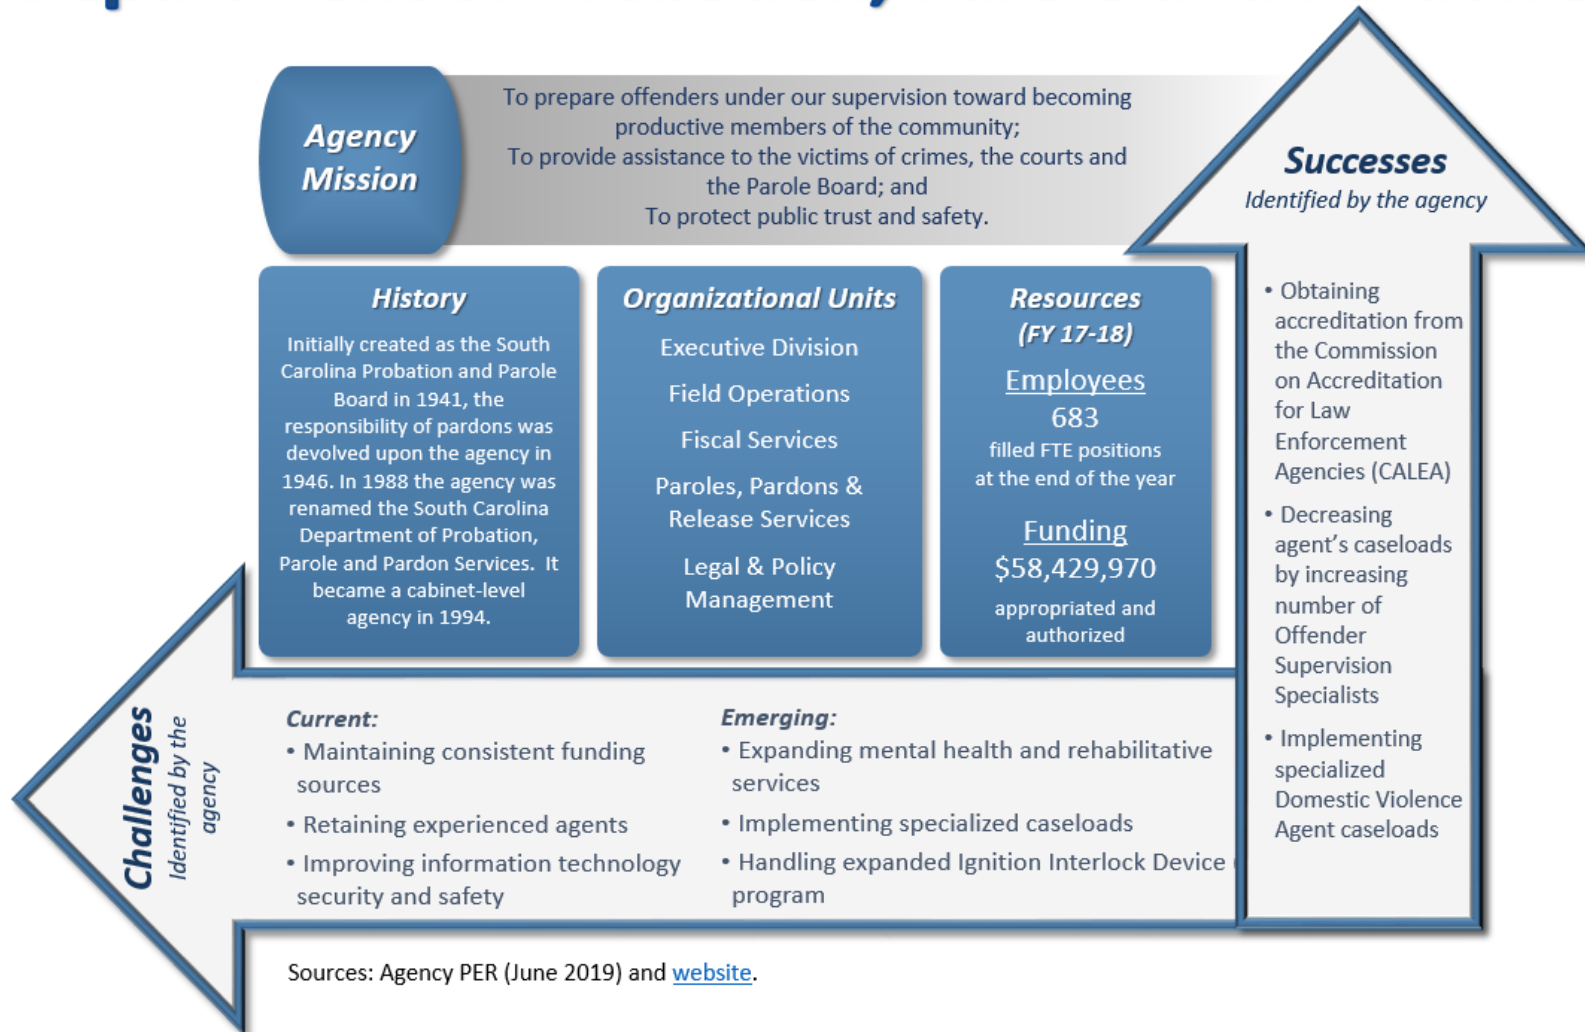 Agency
Mission
To prepare offenders under our supervision toward becoming
productive members of the community;
To provide assistance to the victims of crimes, the courts and
the Parole Board; and
To protect public trust and safety.
Successes
Identified by the agency
• Obtaining
accreditation from
the Commission
on Accreditation
for Law
Enforcement
Agencies (CALEA)
• Decreasing
agent’s caseloads
by increasing
number of
Offender
Supervision
Specialists
• Implementing
specialized
Domestic Violence
Agent caseloads
History
Initially created as the South
Carolina Probation and Parole
Board in 1941, the
responsibility of pardons was
devolved upon the agency in
1946. In 1988 the agency was
renamed the South Carolina
Department of Probation,
Parole and Pardon Services. It
became a cabinet-level
agency in 1994.
Organizational Units
Executive Division
Field Operations
Fiscal Services
Paroles, Pardons &
Release Services
Legal & Policy
Management
Resources
(FY 17-18)
Employees
683
filled FTE positions
at the end of the year
Funding
$58,429,970
appropriated and
authorized
Challenges
Identified by the
agency
Current:
• Maintaining consistent funding
sources
• Retaining experienced agents
• Improving information technology
security and safety
Emerging:
• Expanding mental health and rehabilitative
services
• Implementing specialized caseloads
• Handling expanded Ignition Interlock Device
program
Sources: Agency PER (June 2019) and website.